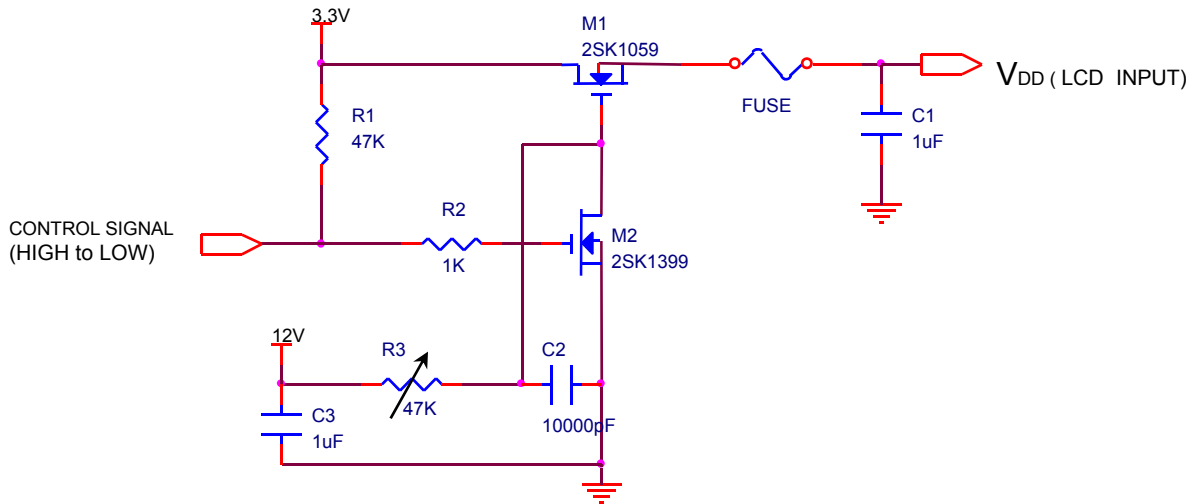 3.3V
M1
2SK1059
FUSE
VDD ( LCD INPUT)
R1
47K
C1
1uF
CONTROL SIGNAL
(HIGH to LOW)
R2
1K
M2
2SK1399
12V
R3
47K
C2
10000pF
C3
1uF